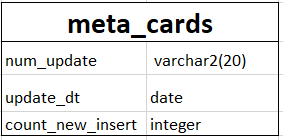 meta_cards
num_update varchar2(20)
update_dt date
count_new_insert integer